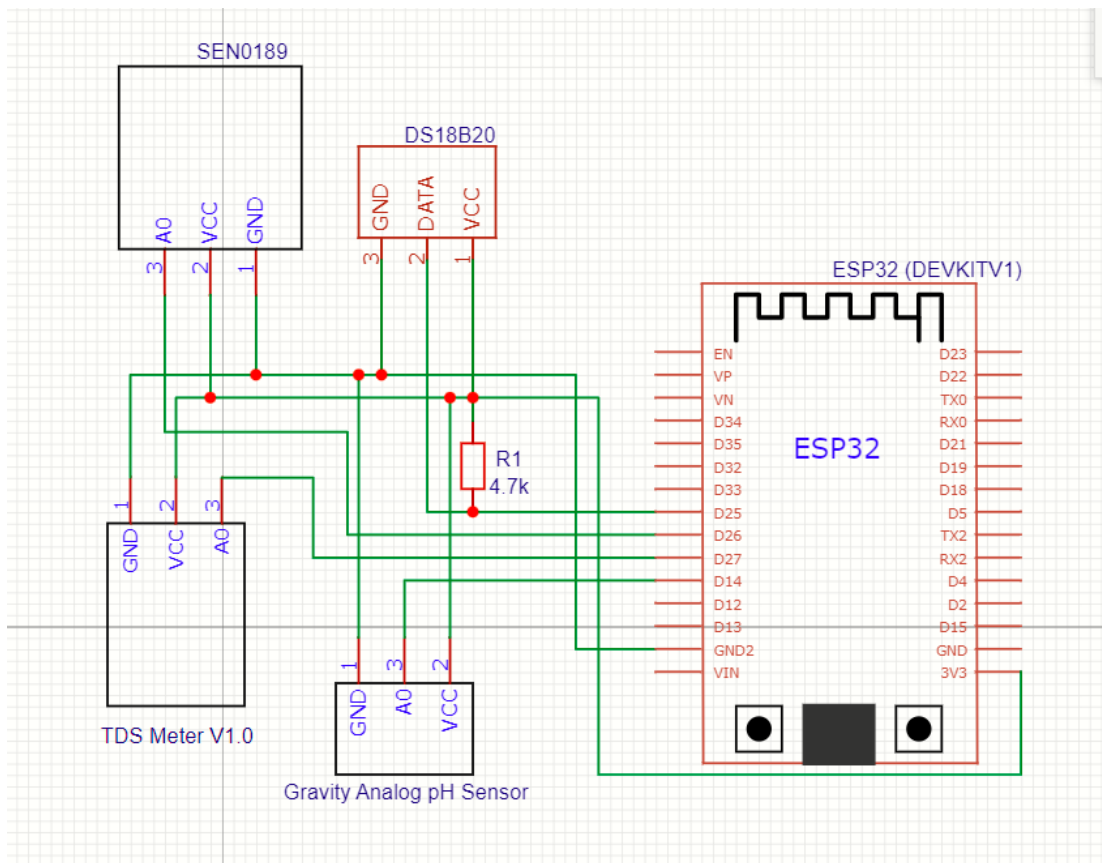 SEN0189
A0
VCC
GND
3
2
1
DS18B20
GND
DATA
VCC
3
2
1
ESP32 (DEVKITV1)
EN
VP
VN
D34
D35
D32
D33
D25
D26
D27
D14
D12
D13
GND2
VIN
ESP32
D23
D22
TX0
RX0
D21
D19
D18
D5
TX2
RX2
D4
D2
D15
GND
3V3
R1
4.7k
1
2
3
GND
VCC
A0
TDS Meter V1.0
1
3
2
GND
A0
VCC
Gravity Analog pH Sensor